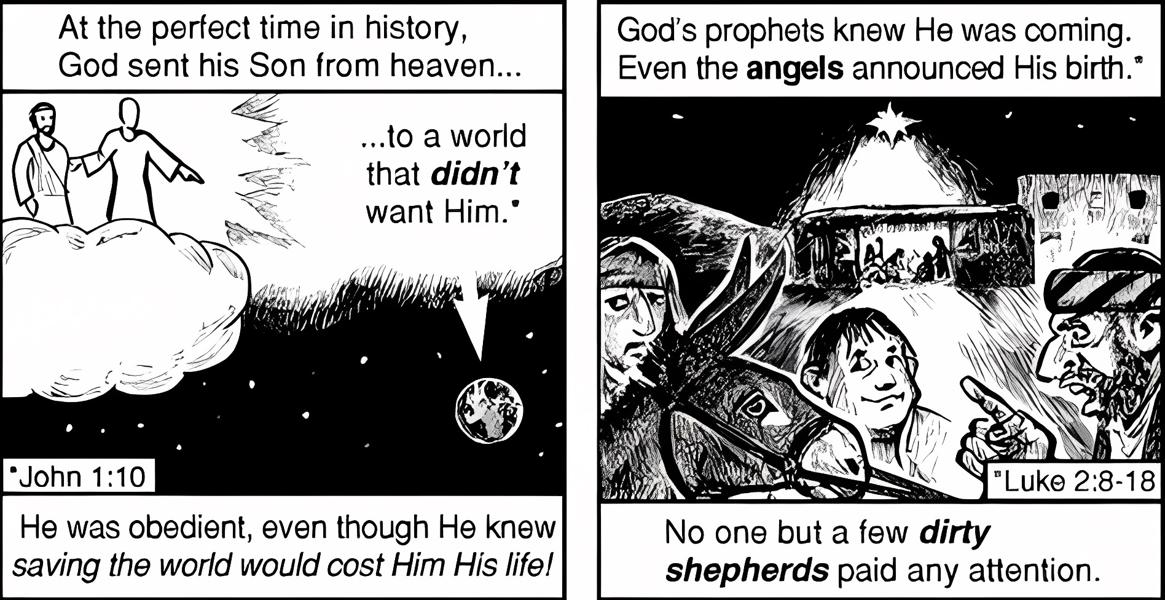 At the perfect time in history,
God sent his Son from heaven...
...to a world
that didn't
want Him.*
*John 1:10
He was obedient, even though He knew
saving the world would cost Him His life!
God's prophets knew He was coming.
Even the angels announced His birth.*
*Luke 2:8-18
No one but a few dirty
shepherds paid any attention.